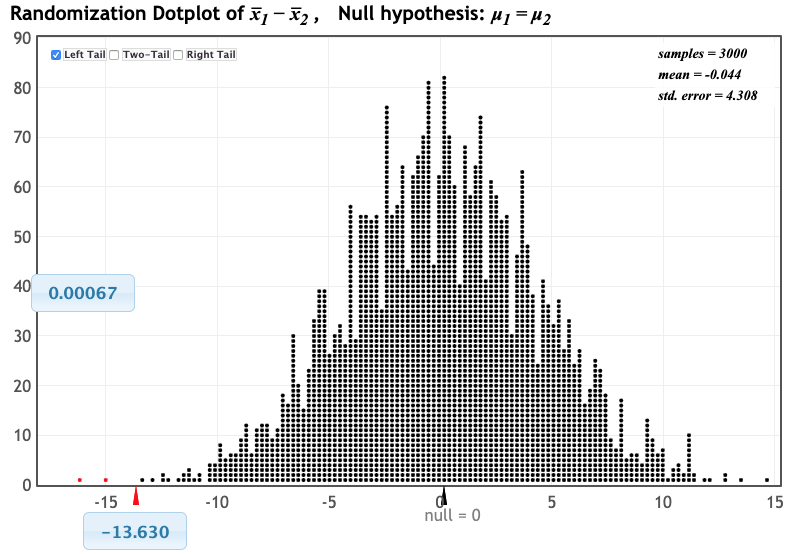 Randomization Dotplot of x̅₁ − x̅₂ , Null hypothesis: μ₁ = μ₂
90
Left Tail Two-Tail Right Tail
samples = 3000
mean = -0.044
std. error = 4.308
80
70
60
50
40
0.00067
30
20
10
0
-15 -10 -5 0 5 10 15
null = 0
-13.630